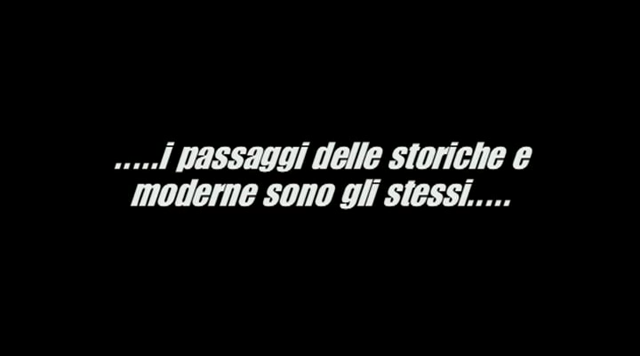 .....i passaggi delle storiche e
moderne sono gli stessi.....